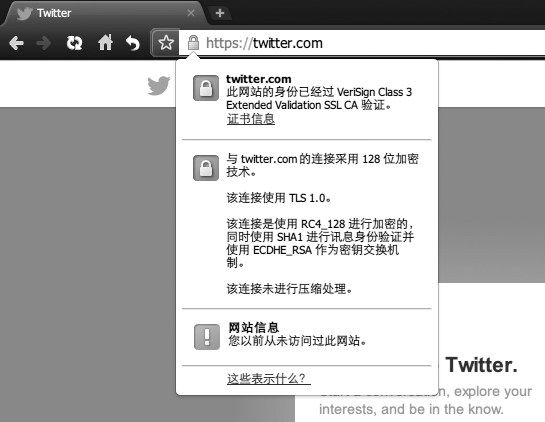 Twitter
https://twitter.com
twitter.com
此网站的身份已经过 VeriSign Class 3
Extended Validation SSL CA 验证。
证书信息
与 twitter.com 的连接采用 128 位加密
技术。
该连接使用 TLS 1.0。
该连接是使用 RC4_128 进行加密的，
同时使用 SHA1 进行讯息身份验证并
使用 ECDHE_RSA 作为密钥交换机
制。
该连接未进行压缩处理。
网站信息
您以前从未访问过此网站。
这些表示什么？
Twitter.
explore your
interests, and be in the know.